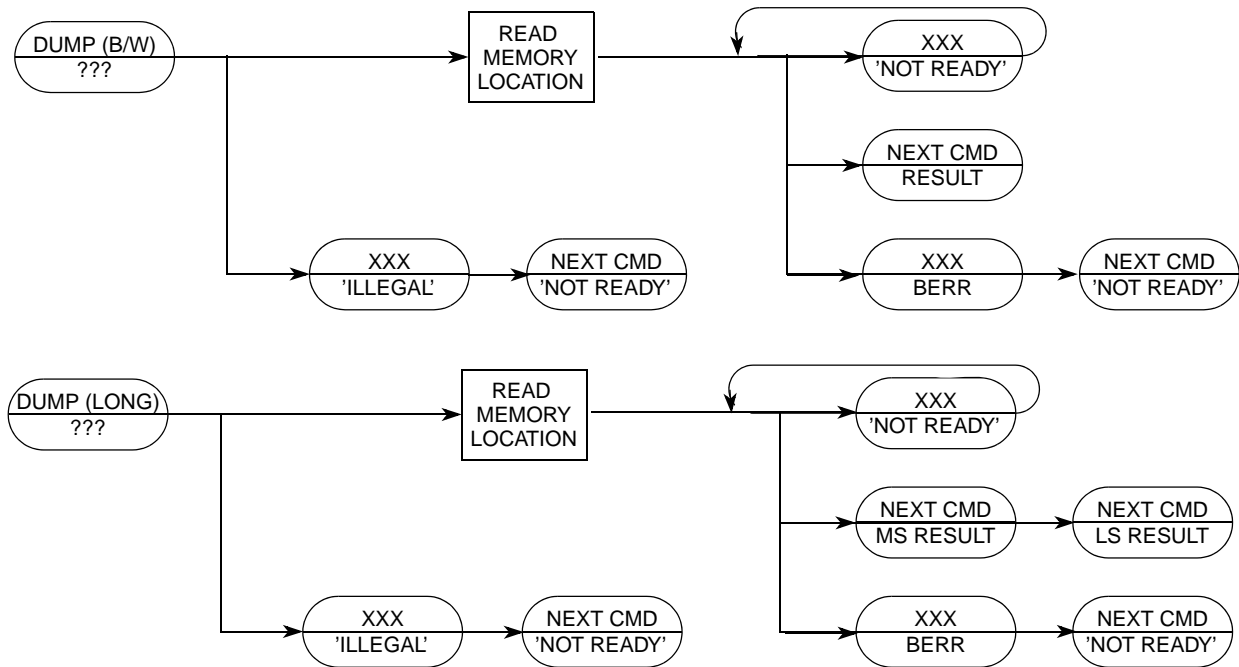 DUMP (B/W)
???
READ
MEMORY
LOCATION
XXX
'NOT READY'
NEXT CMD
RESULT
XXX
'ILLEGAL'
NEXT CMD
'NOT READY'
XXX
BERR
NEXT CMD
'NOT READY'
DUMP (LONG)
???
READ
MEMORY
LOCATION
XXX
'NOT READY'
NEXT CMD
MS RESULT
NEXT CMD
LS RESULT
XXX
'ILLEGAL'
NEXT CMD
'NOT READY'
XXX
BERR
NEXT CMD
'NOT READY'